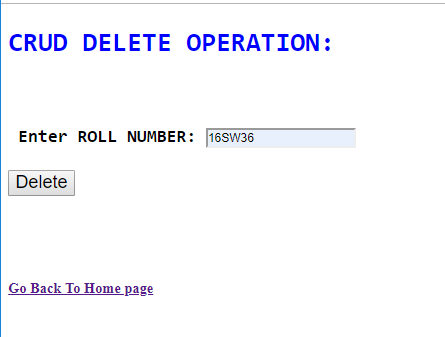 CRUD DELETE OPERATION:
Enter ROLL NUMBER: 16SW36
Delete
Go Back To Home page